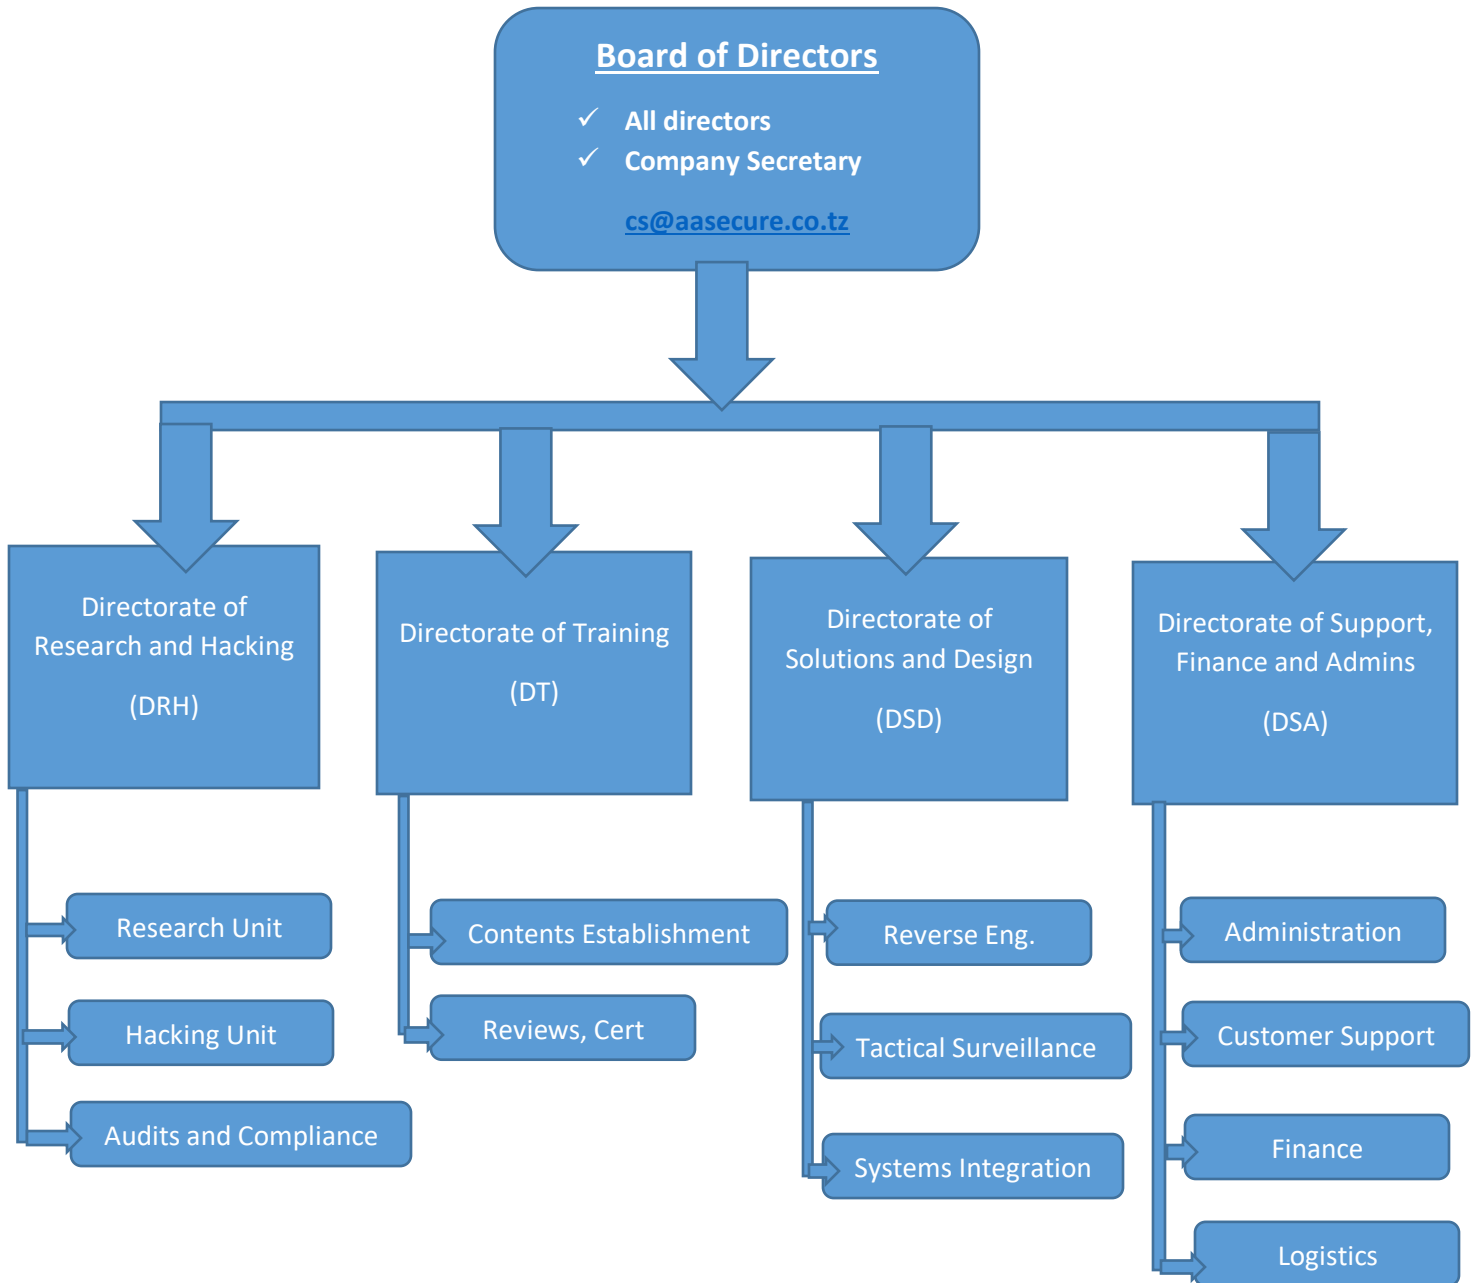 Board of Directors
✓ All directors
✓ Company Secretary
cs@aasecure.co.tz
Directorate of
Research and Hacking
(DRH)
Directorate of Training
(DT)
Directorate of
Solutions and Design
(DSD)
Directorate of Support,
Finance and Admins
(DSA)
Research Unit
Hacking Unit
Audits and Compliance
Contents Establishment
Reviews, Cert
Reverse Eng.
Tactical Surveillance
Systems Integration
Administration
Customer Support
Finance
Logistics